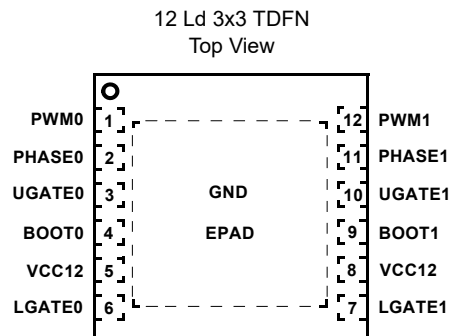 12 Ld 3x3 TDFN
Top View
PWM0 1 12 PWM1
PHASE0 2 11 PHASE1
UGATE0 3 GND 10 UGATE1
BOOT0 4 EPAD 9 BOOT1
VCC12 5 8 VCC12
LGATE0 6 7 LGATE1